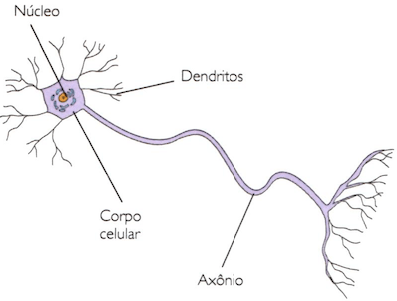 Núcleo
Dendritos
Corpo
celular
Axônio